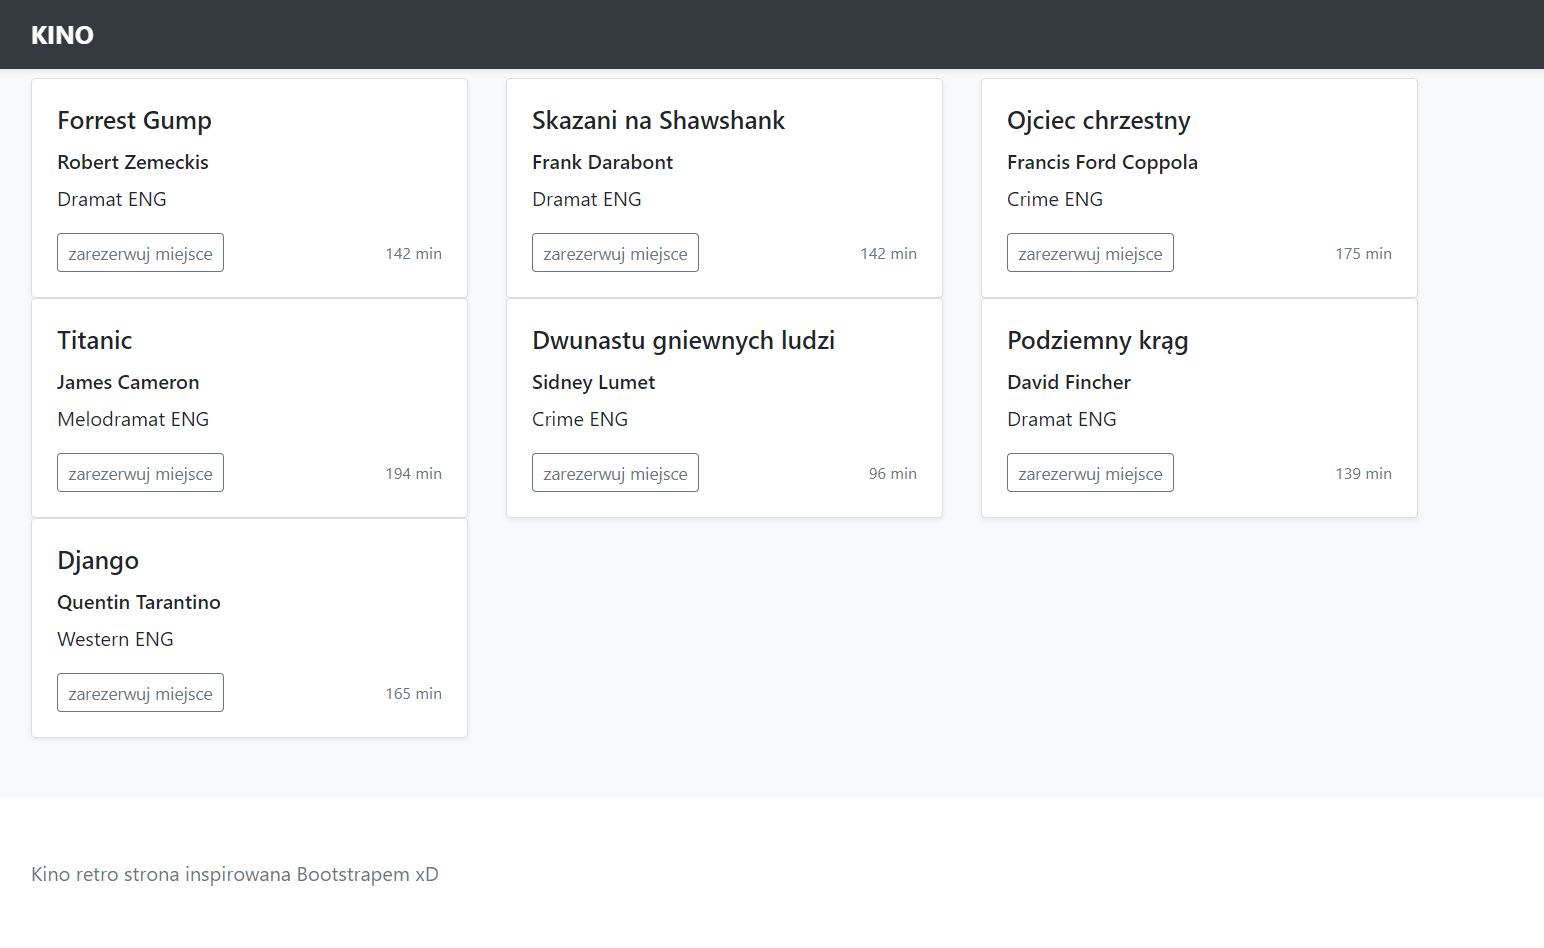 KINO
Forrest Gump
Robert Zemeckis
Dramat ENG
zarezerwuj miejsce 142 min
Skazani na Shawshank
Frank Darabont
Dramat ENG
zarezerwuj miejsce 142 min
Ojciec chrzestny
Francis Ford Coppola
Crime ENG
zarezerwuj miejsce 175 min
Titanic
James Cameron
Melodramat ENG
zarezerwuj miejsce 194 min
Dwunastu gniewnych ludzi
Sidney Lumet
Crime ENG
zarezerwuj miejsce 96 min
Podziemny krąg
David Fincher
Dramat ENG
zarezerwuj miejsce 139 min
Django
Quentin Tarantino
Western ENG
zarezerwuj miejsce 165 min
Kino retro strona inspirowana Bootstrapem xD